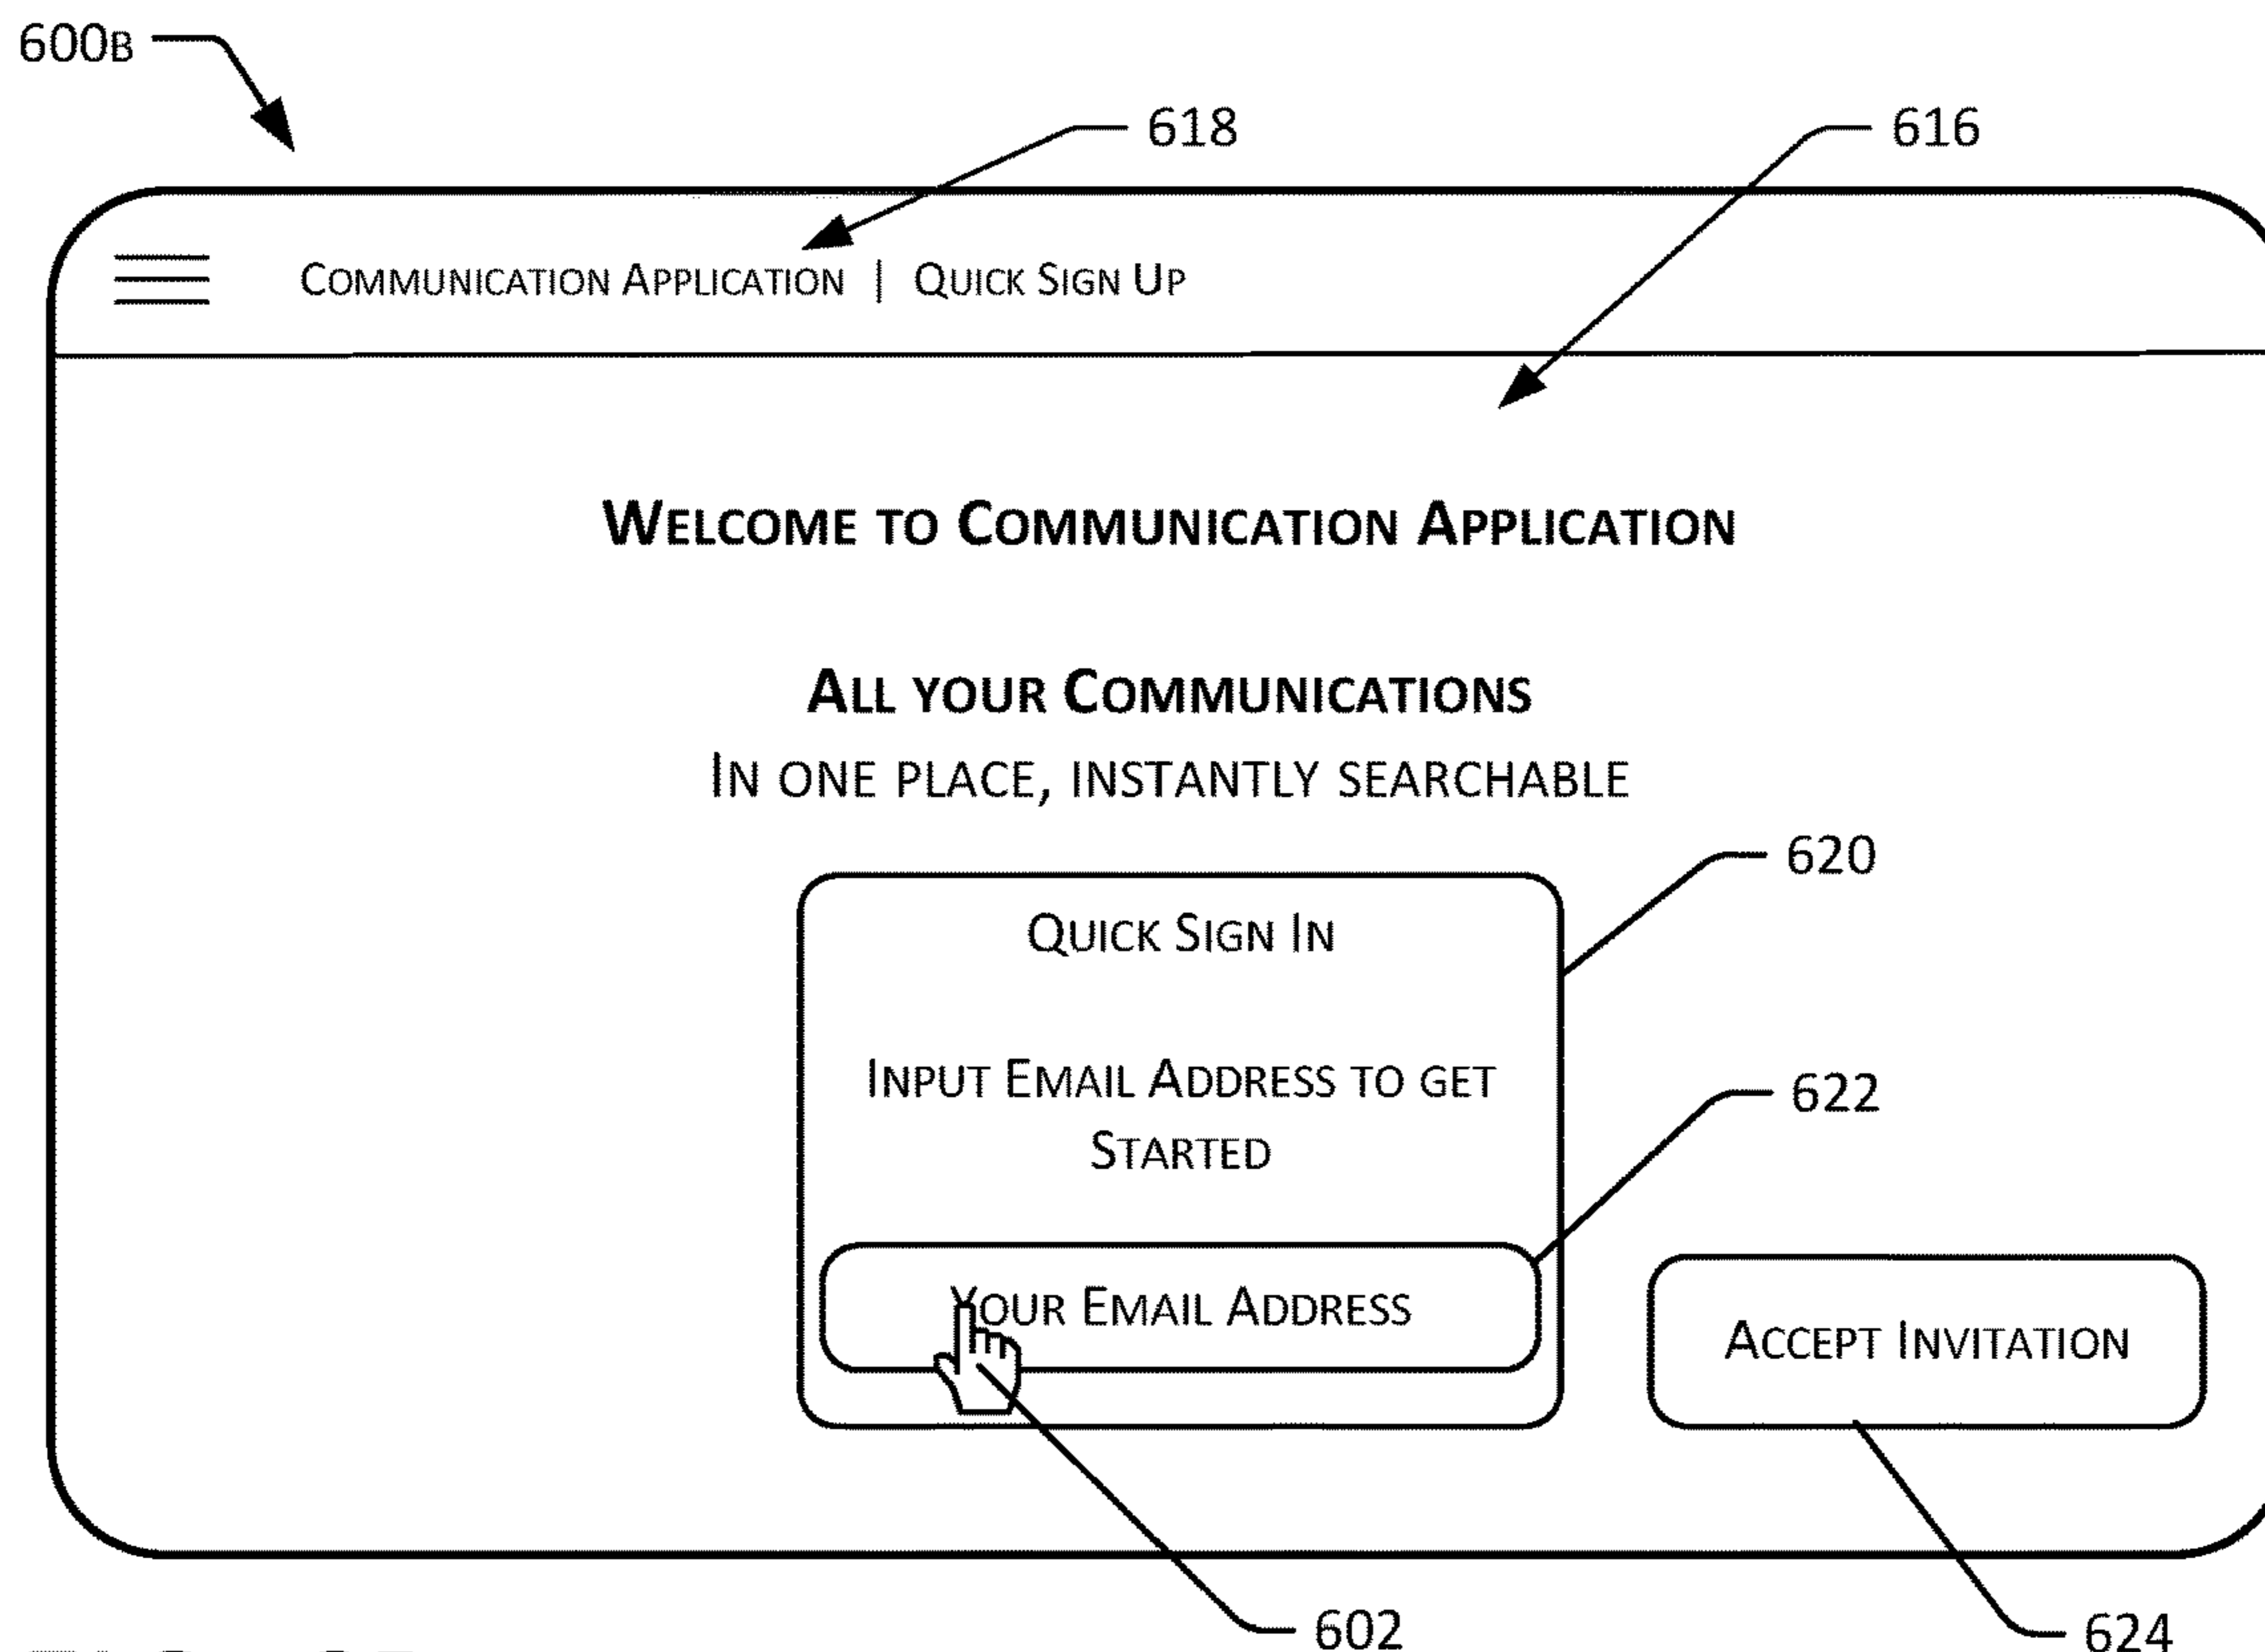 600B
618
616
Communication Application | Quick Sign Up
Welcome to Communication Application
All your Communications
In one place, instantly searchable
620
Quick Sign In
Input Email Address to get
Started
622
Your Email Address
Accept Invitation
602
624